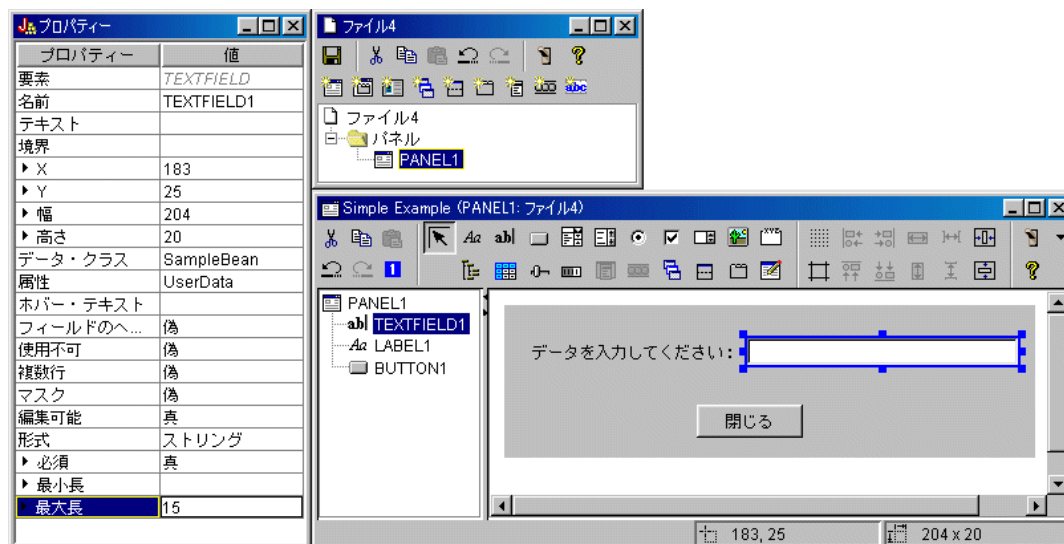 プロパティー
プロパティー 値
要素 TEXTFIELD
名前 TEXTFIELD1
テキスト
境界
X 183
Y 25
幅 204
高さ 20
データ・クラス SampleBean
属性 UserData
ホバー・テキスト
フィールドのヘ... 偽
使用不可 偽
複数行 偽
マスク 偽
編集可能 真
形式 ストリング
必須 真
最小長
最大長 15
ファイル4
abc
ファイル4
パネル
PANEL1
Simple Example (PANEL1: ファイル4)
Aa ab| XYZ
1
PANEL1
ab| TEXTFIELD1
Aa LABEL1
BUTTON1
データを入力してください:
閉じる
183, 25
204 x 20